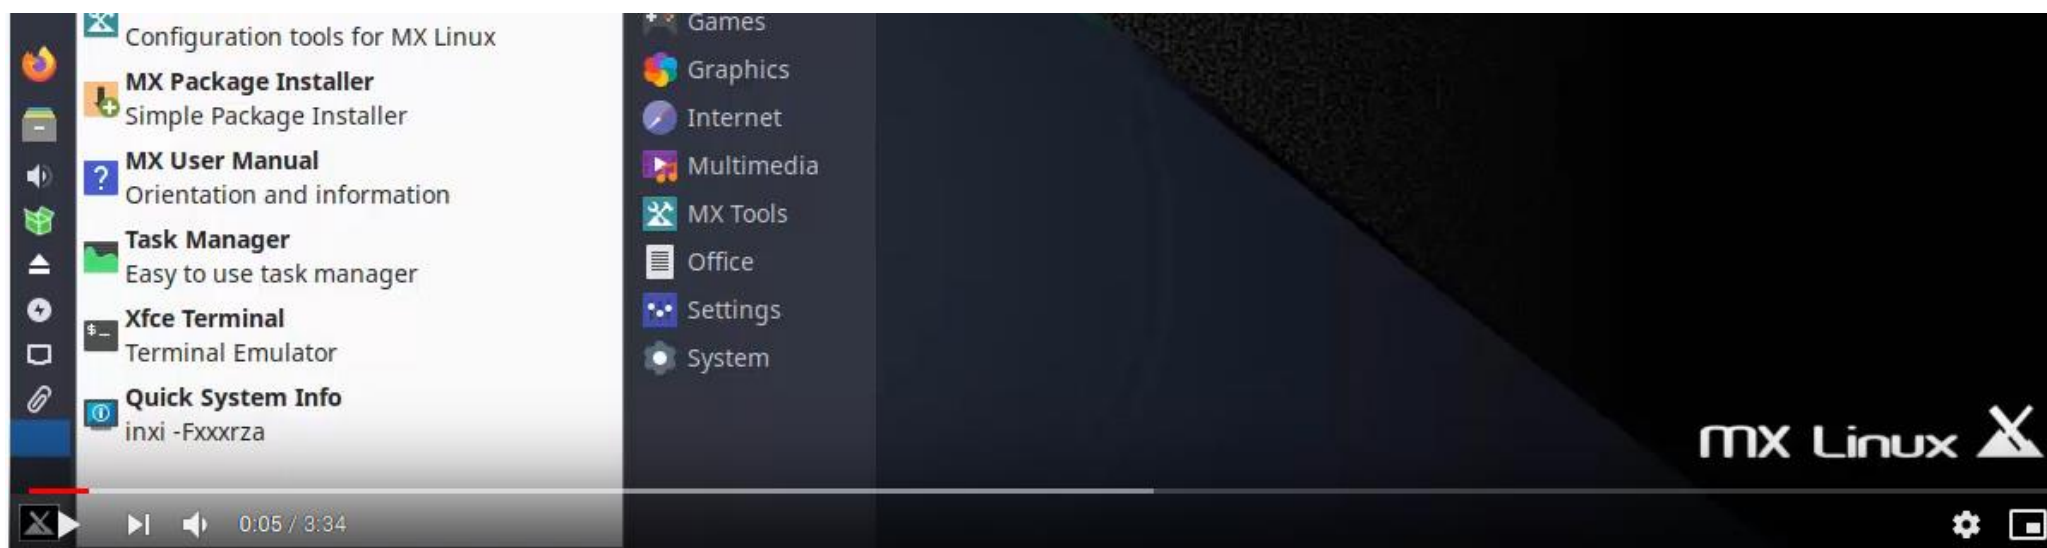 Configuration tools for MX Linux
MX Package Installer
Simple Package Installer
MX User Manual
Orientation and information
Task Manager
Easy to use task manager
Xfce Terminal
Terminal Emulator
Quick System Info
inxi -Fxxxrza
Games
Graphics
Internet
Multimedia
MX Tools
Office
Settings
System
MX Linux
0:05 / 3:34